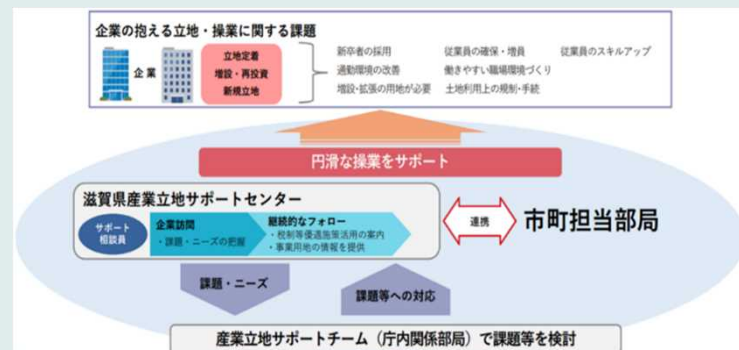 企業の抱える立地・操業に関する課題
企業
立地定着
増設・再投資
新規立地
新卒者の採用 従業員の確保・増員 従業員のスキルアップ
通勤環境の改善 働きやすい職場環境づくり
増設・拡張の用地が必要 土地利用上の規制・手続
円滑な操業をサポート
滋賀県産業立地サポートセンター
サポート
相談員
企業訪問
・課題・ニーズの把握
継続的なフォロー
・税制等優遇施策活用の案内
・事業用地の情報を提供
連携
市町担当部局
課題・ニーズ
課題等への対応
産業立地サポートチーム（庁内関係部局）で課題等を検討